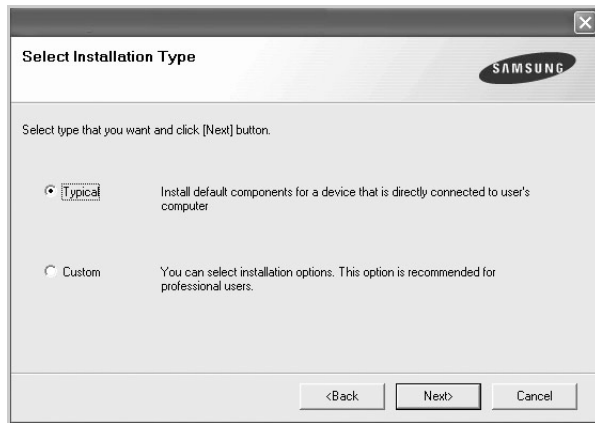 Select Installation Type
SAMSUNG
Select type that you want and click [Next] button.
Typical
Install default components for a device that is directly connected to user's
computer
Custom
You can select installation options. This option is recommended for
professional users.
<Back
Next>
Cancel